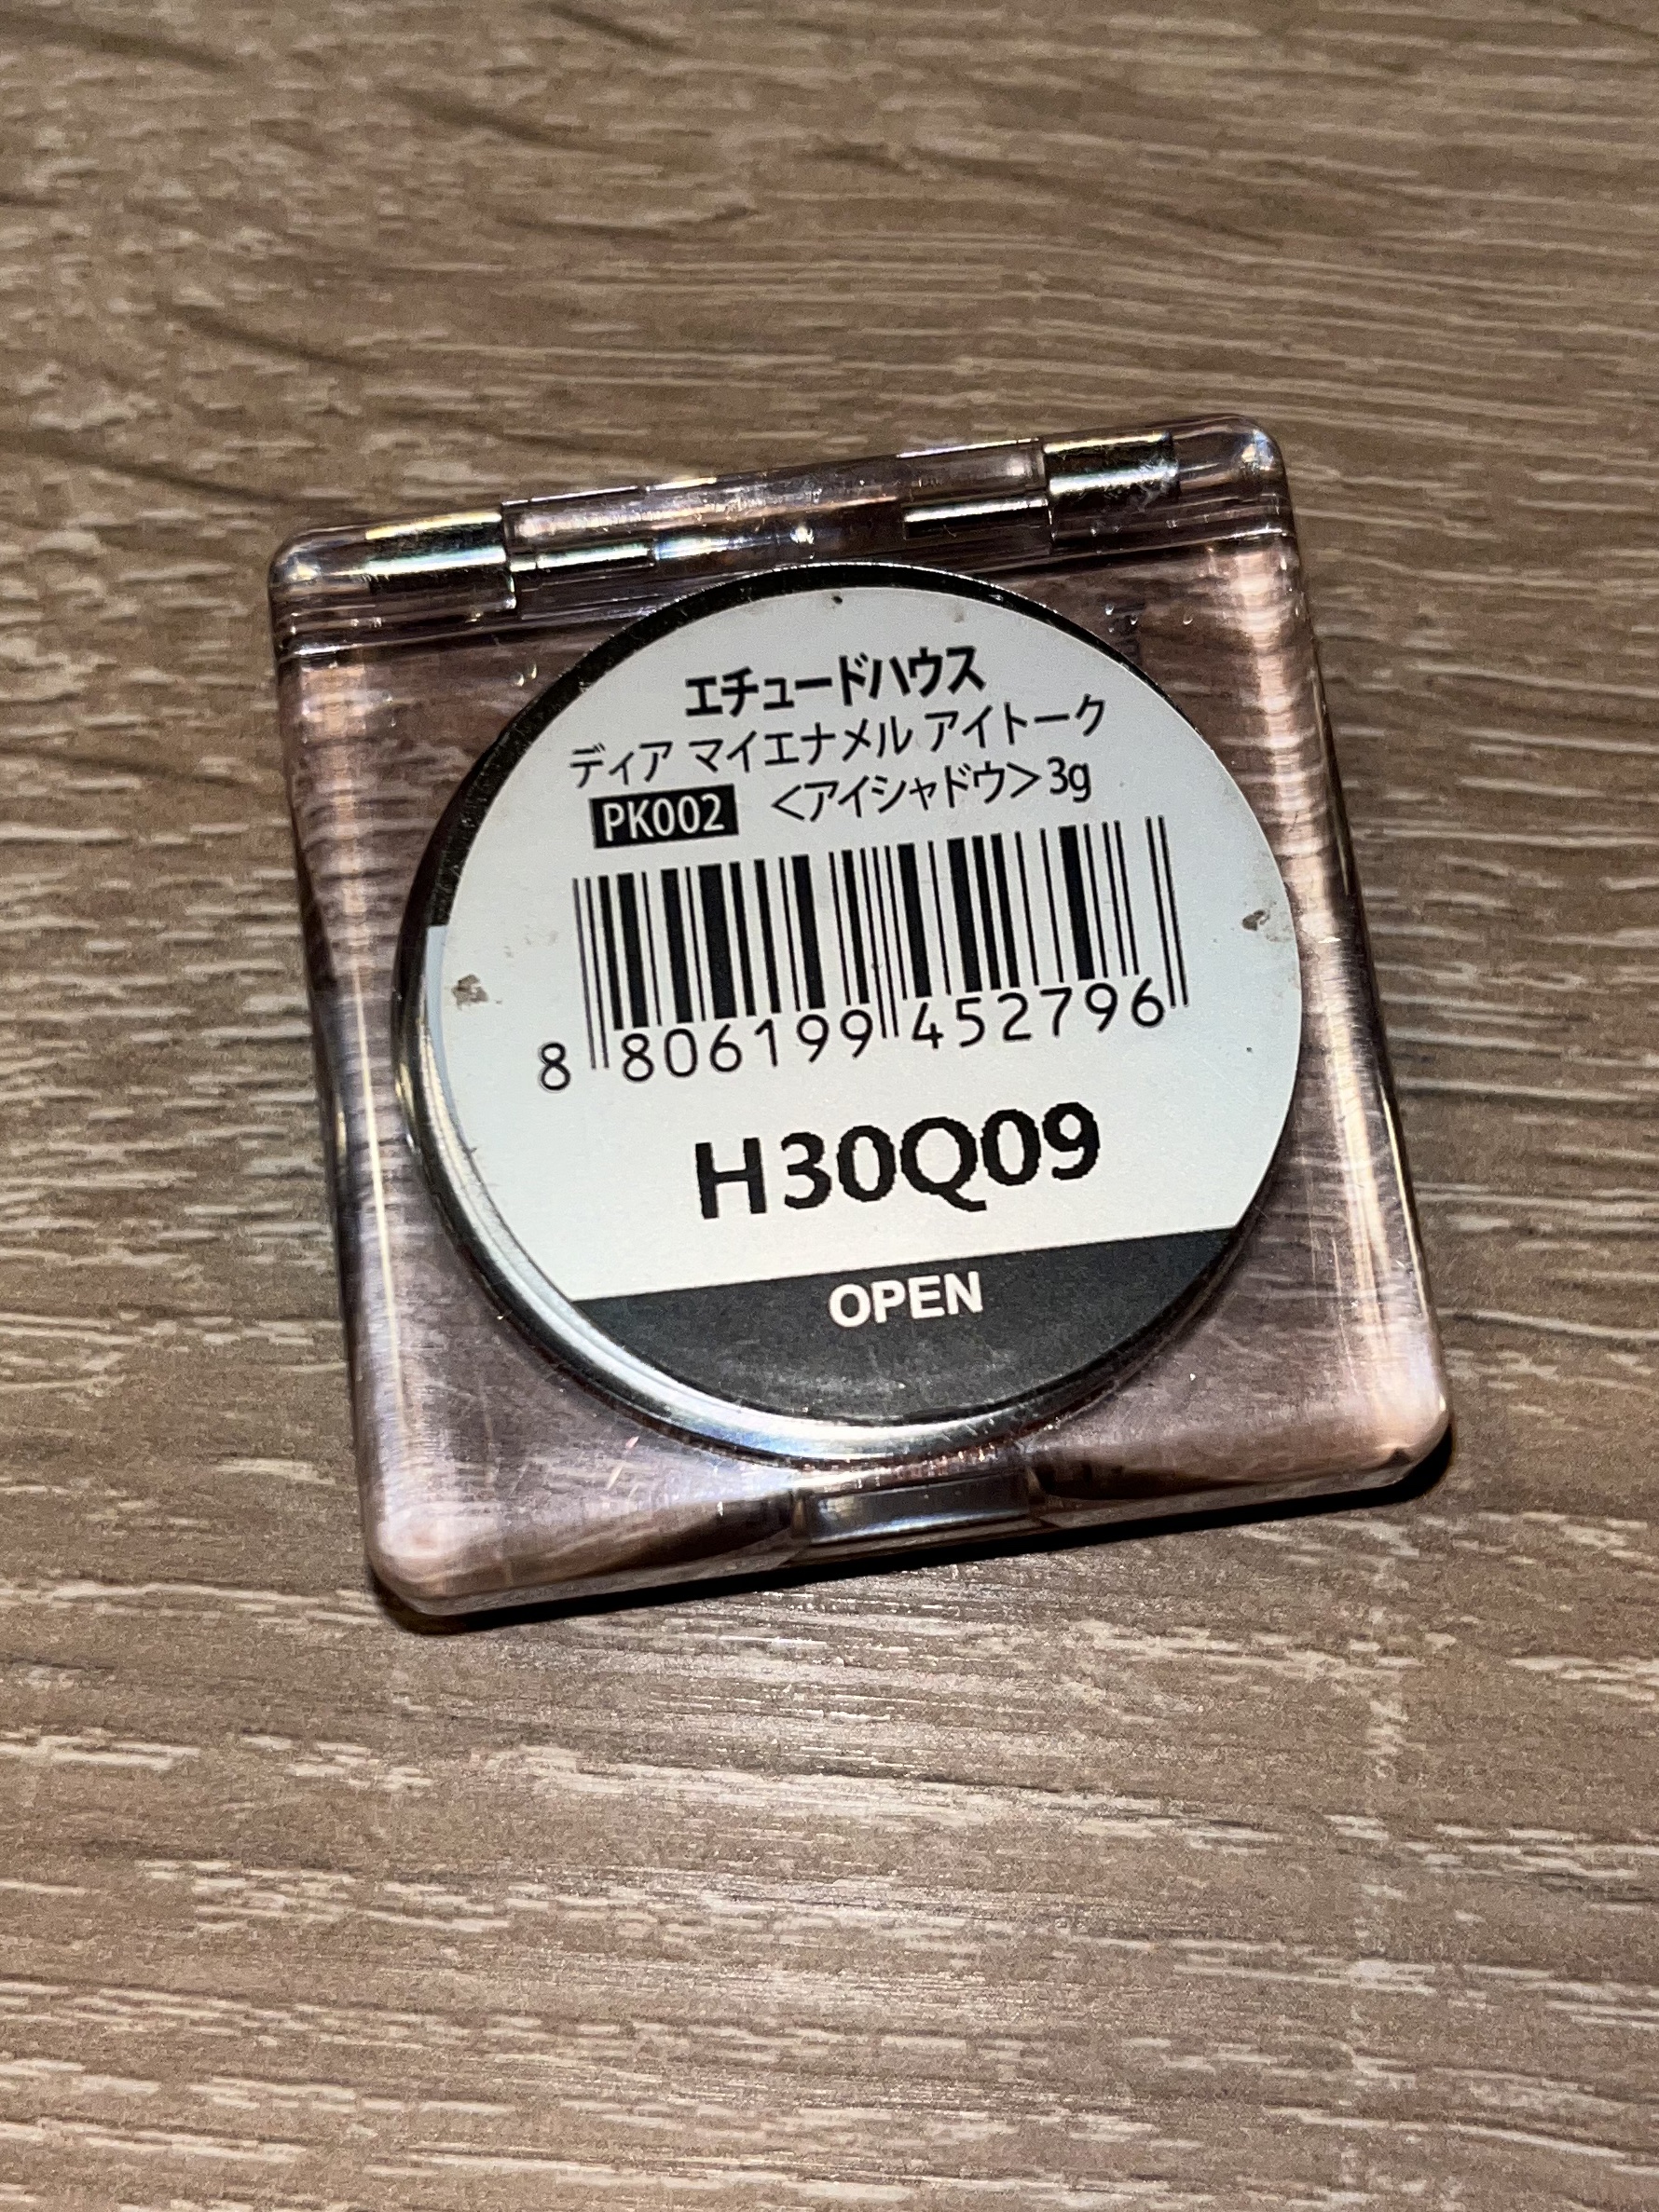 エチュードハウス
ディア マイエナメル アイトーク
PK002 <アイシャドウ>3g
8 806199 452796
H30Q09
OPEN